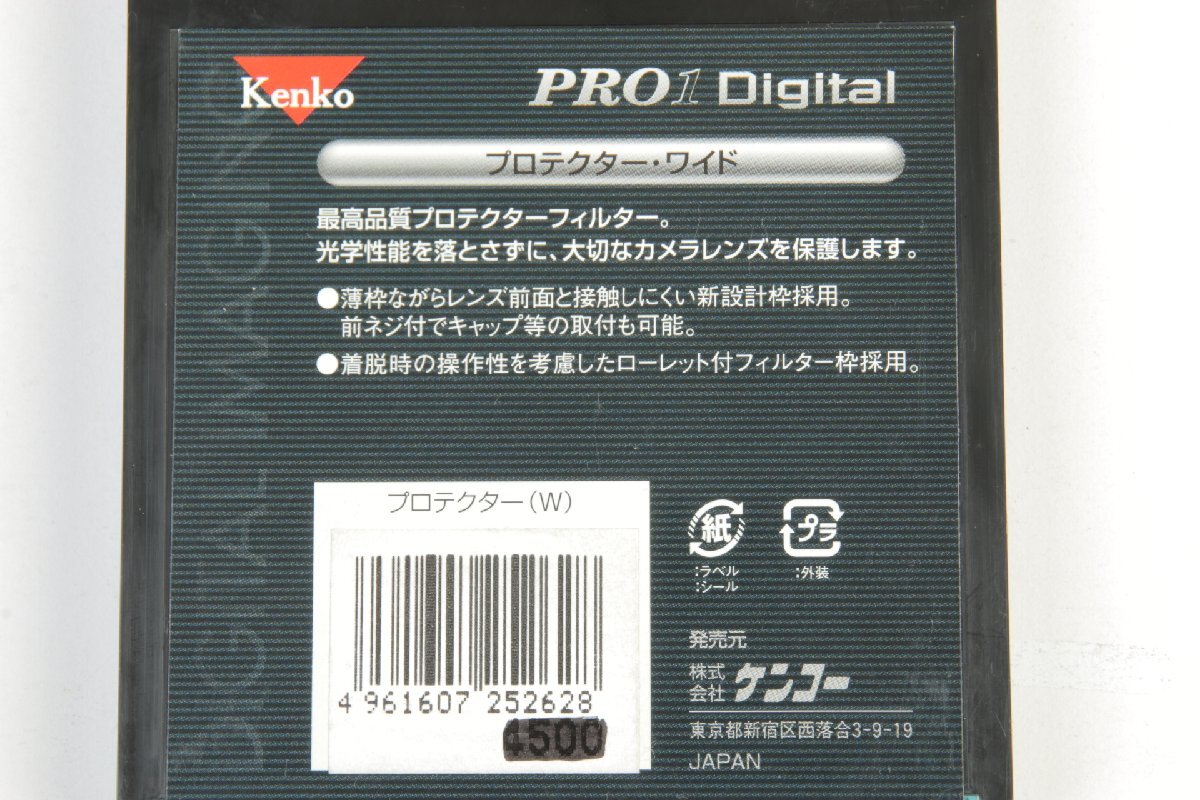 Kenko
PRO1 Digital
プロテクター・ワイド
最高品質プロテクターフィルター。
光学性能を落とさずに、大切なカメラレンズを保護します。
●薄枠ながらレンズ前面と接触しにくい新設計枠採用。
前ネジ付でキャップ等の取付も可能。
●着脱時の操作性を考慮したローレット付フィルター枠採用。
プロテクター(W)
4 961607 252628
4500
紙
:ラベル
:シール
プラ
:外装
発売元
株式会社 ケンコー
東京都新宿区西落合3-9-19
JAPAN